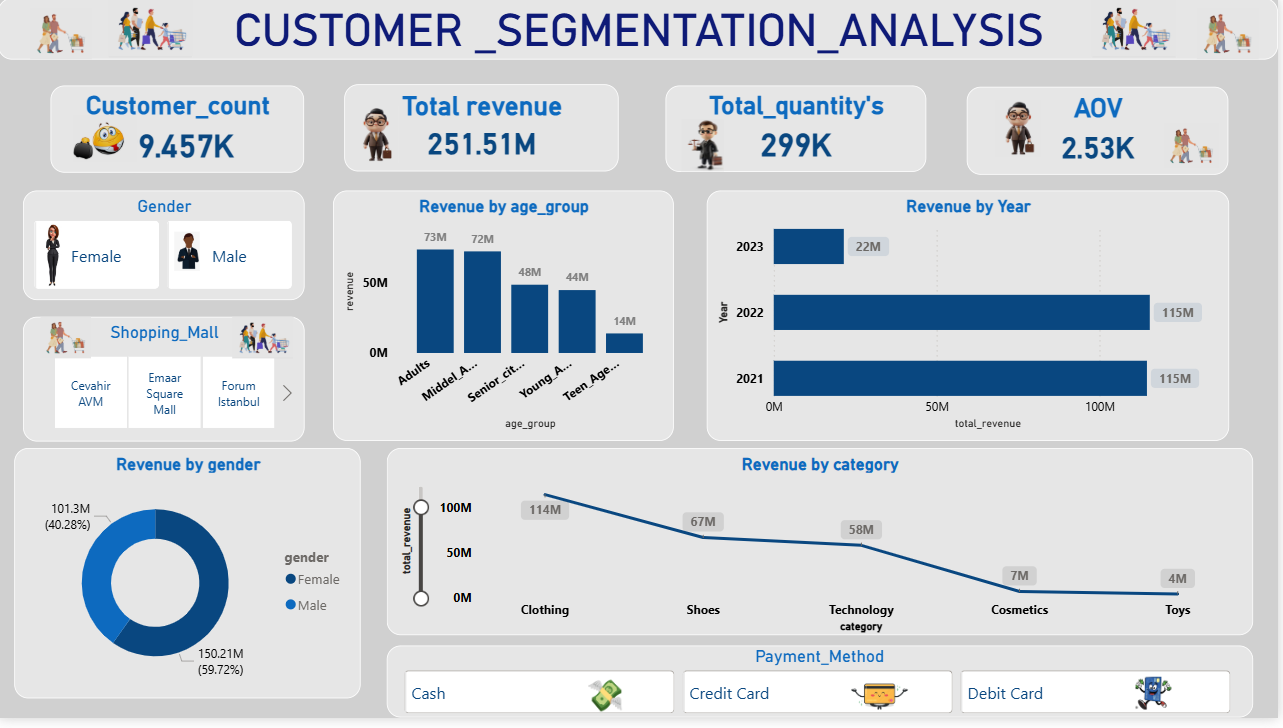 CUSTOMER _SEGMENTATION_ANALYSIS
Customer_count
9.457K
Total revenue
251.51M
Total_quantity's
299K
AOV
2.53K
Gender
Female
Male
Shopping_Mall
Cevahir
AVM
Emaar
Square
Mall
Forum
Istanbul
Revenue by age_group
revenue
50M
0M
73M
72M
48M
44M
14M
Adults
Middel_A...
Senior_cit...
Young_A...
Teen_Age...
age_group
Revenue by Year
Year
2023
22M
2022
115M
2021
115M
0M
50M
100M
total_revenue
Revenue by gender
101.3M
(40.28%)
150.21M
(59.72%)
gender
Female
Male
Revenue by category
total_revenue
100M
50M
0M
114M
67M
58M
7M
4M
Clothing
Shoes
Technology
Cosmetics
Toys
category
Payment_Method
Cash
Credit Card
Debit Card